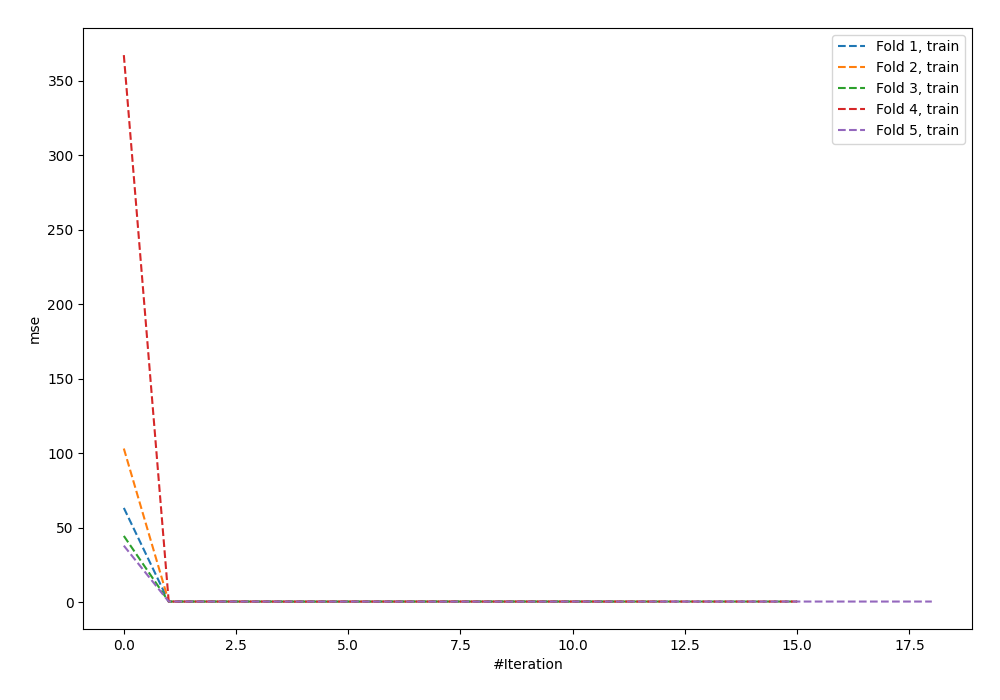 Fold 1, train
Fold 2, train
Fold 3, train
Fold 4, train
Fold 5, train
350
300
250
200
150
100
50
0
mse
0.0 2.5 5.0 7.5 10.0 12.5 15.0 17.5
#Iteration